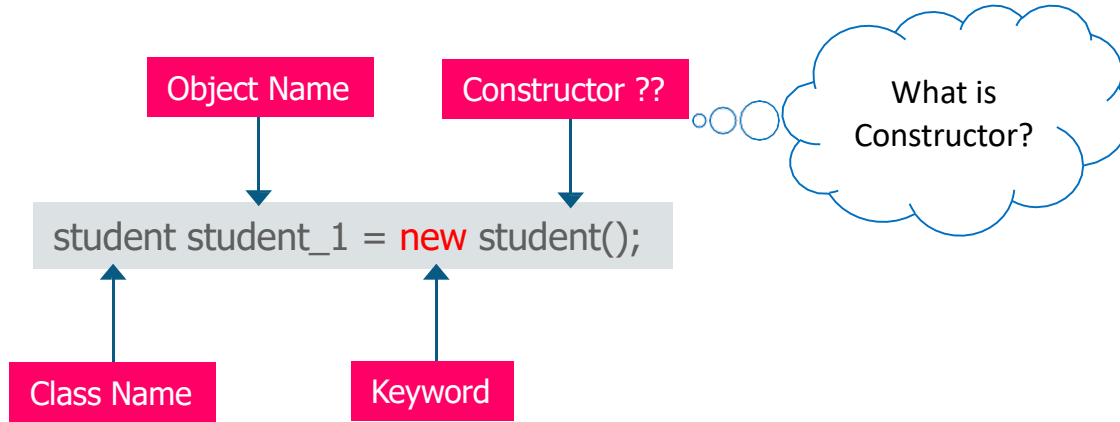 Object Name
Constructor ??
What is
Constructor?
student student_1 = new student();
Class Name
Keyword